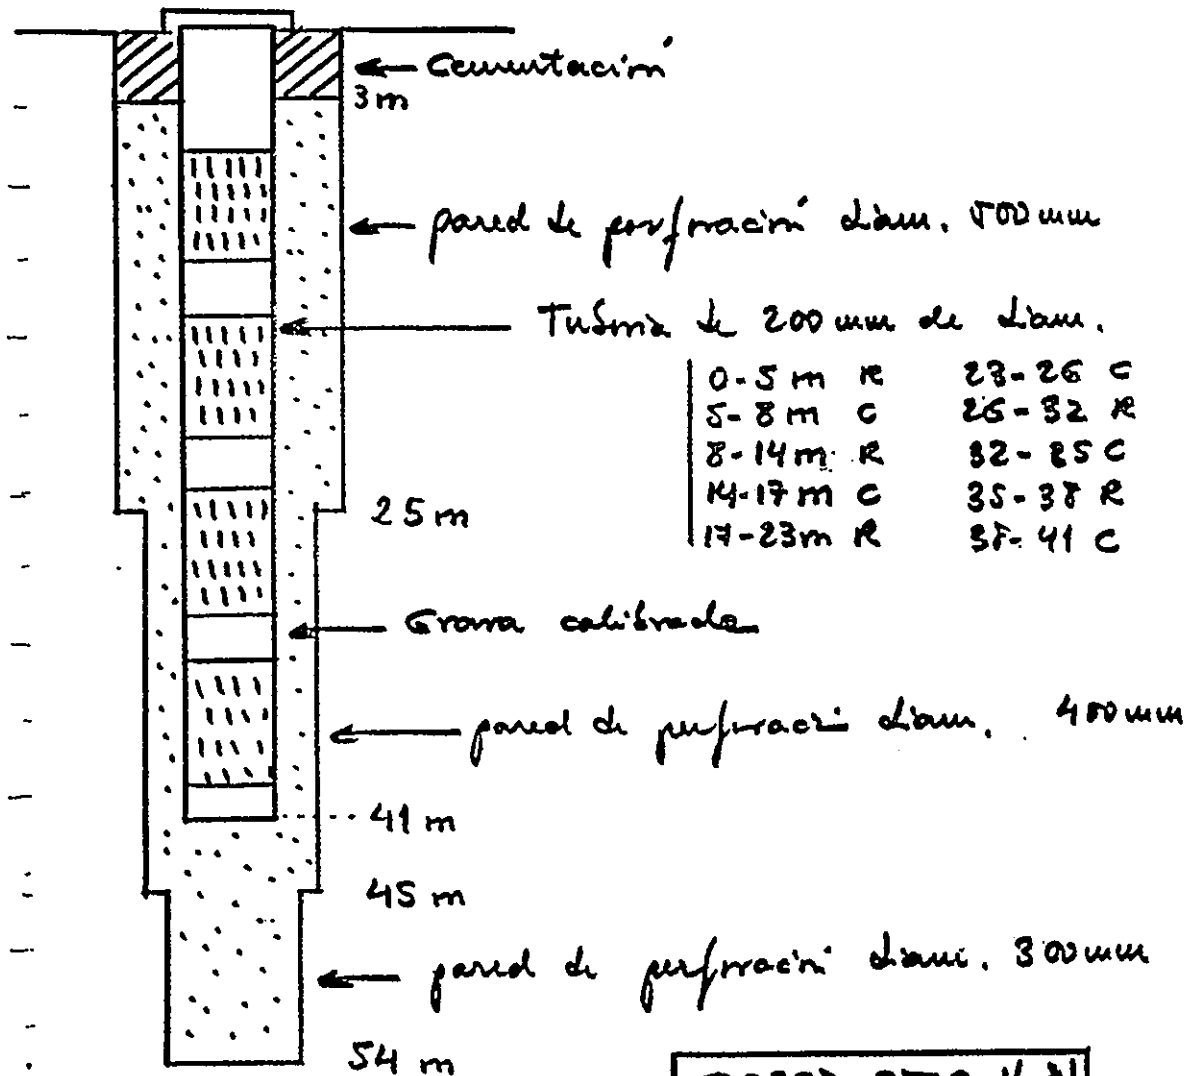 ← Cementación
3 m
← pared de perforación diam. 500 mm
Tubería de 200 mm de diam.
0-5 m R 23-26 C
5-8 m C 26-32 R
8-14 m R 32-35 C
14-17 m C 35-38 R
17-23 m R 38-41 C
25 m
Grava calibrada
pared de perforación diam. 400 mm
41 m
45 m
pared de perforación diam. 300 mm
54 m